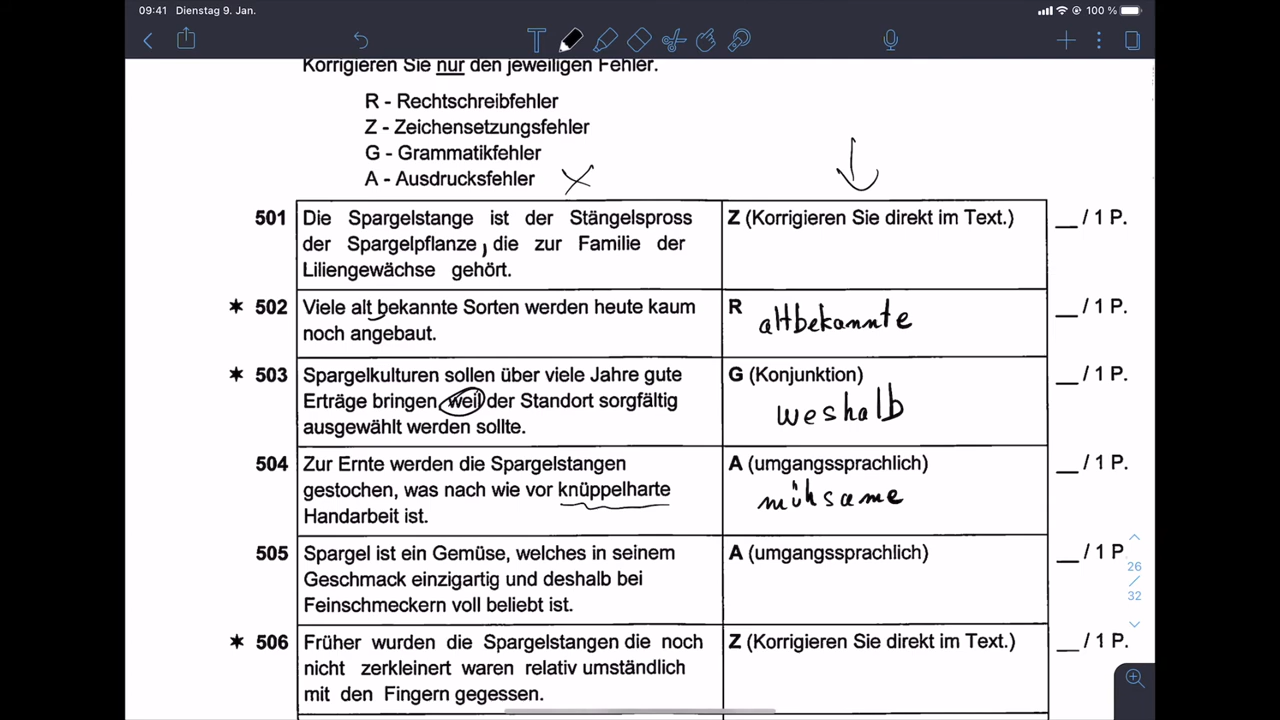 09:41 Dienstag 9. Jan.
100 %
T
Korrigieren Sie nur den jeweiligen Fehler.
R - Rechtschreibfehler
Z - Zeichensetzungsfehler
G - Grammatikfehler
A - Ausdrucksfehler
501 Die Spargelstange ist der Stängelspross
der Spargelpflanze, die zur Familie der
Liliengewächse gehört.
Z (Korrigieren Sie direkt im Text.)
__ / 1 P.
* 502 Viele alt bekannte Sorten werden heute kaum
noch angebaut.
R altbekannte
__ / 1 P.
* 503 Spargelkulturen sollen über viele Jahre gute
Erträge bringen, weil der Standort sorgfältig
ausgewählt werden sollte.
G (Konjunktion)
weshalb
__ / 1 P.
504 Zur Ernte werden die Spargelstangen
gestochen, was nach wie vor knüppelharte
Handarbeit ist.
A (umgangssprachlich)
mühsame
__ / 1 P.
505 Spargel ist ein Gemüse, welches in seinem
Geschmack einzigartig und deshalb bei
Feinschmeckern voll beliebt ist.
A (umgangssprachlich)
__ / 1 P.
26
/
32
* 506 Früher wurden die Spargelstangen die noch
nicht zerkleinert waren relativ umständlich
mit den Fingern gegessen.
Z (Korrigieren Sie direkt im Text.)
__ / 1 P.